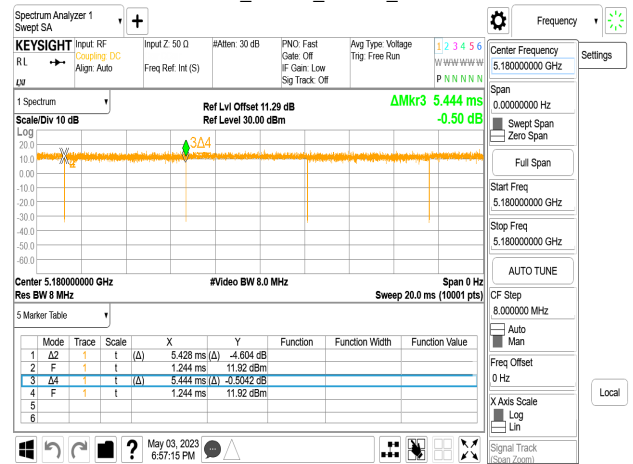 Spectrum Analyzer 1
Swept SA
Frequency
KEYSIGHT Input: RF Input Z: 50 Ω #Atten: 30 dB PNO: Fast Avg Type: Voltage 1 2 3 4 5 6
RL Coupling: DC Gate: Off Trig: Free Run
Align: Auto Freq Ref: Int (S) IF Gain: Low W W W W W W
Sig Track: Off P N N N N N
LXI
1 Spectrum
Ref Lvl Offset 11.29 dB ΔMkr3 5.444 ms
Scale/Div 10 dB Ref Level 30.00 dBm -0.50 dB
Log
3Δ4
20.0
10.0
0.00
-10.0
-20.0
-30.0
-40.0
-50.0
-60.0
Center 5.180000000 GHz #Video BW 8.0 MHz Span 0 Hz
Res BW 8 MHz Sweep 20.0 ms (10001 pts)
5 Marker Table
Mode Trace Scale X Y Function Function Width Function Value
1 Δ2 1 t (Δ) 5.428 ms (Δ) -4.604 dB
2 F 1 t 1.244 ms 11.92 dBm
3 Δ4 1 t (Δ) 5.444 ms (Δ) -0.5042 dB
4 F 1 t 1.244 ms 11.92 dBm
5
6
May 03, 2023
6:57:15 PM
Center Frequency
5.180000000 GHz
Settings
Span
0.00000000 Hz
Swept Span
Zero Span
Full Span
Start Freq
5.180000000 GHz
Stop Freq
5.180000000 GHz
AUTO TUNE
CF Step
8.000000 MHz
Auto
Man
Freq Offset
0 Hz
Local
X Axis Scale
Log
Lin
Signal Track
(Span Zoom)